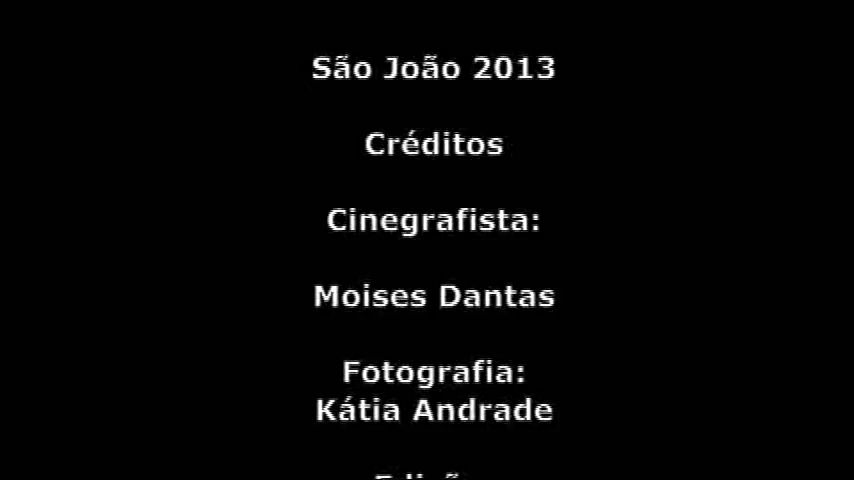 São João 2013
Créditos
Cinegrafista:
Moises Dantas
Fotografia:
Kátia Andrade